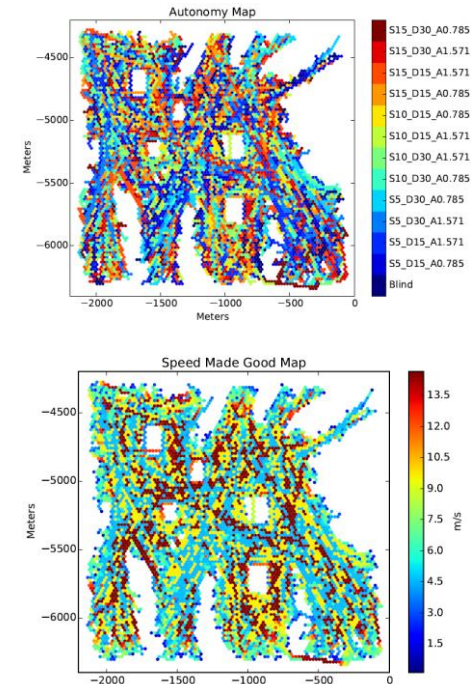 Autonomy Map
−4500
−5000
−5500
−6000
Meters
−2000 −1500 −1000 −500 0
Meters
S15_D30_A0.785
S15_D30_A1.571
S15_D15_A1.571
S15_D15_A0.785
S10_D15_A0.785
S10_D15_A1.571
S10_D30_A1.571
S10_D30_A0.785
S5_D30_A0.785
S5_D30_A1.571
S5_D15_A1.571
S5_D15_A0.785
Blind
Speed Made Good Map
−4500
−5000
−5500
−6000
Meters
−2000 −1500 −1000 −500 0
13.5
12.0
10.5
9.0
7.5
6.0
4.5
3.0
1.5
m/s